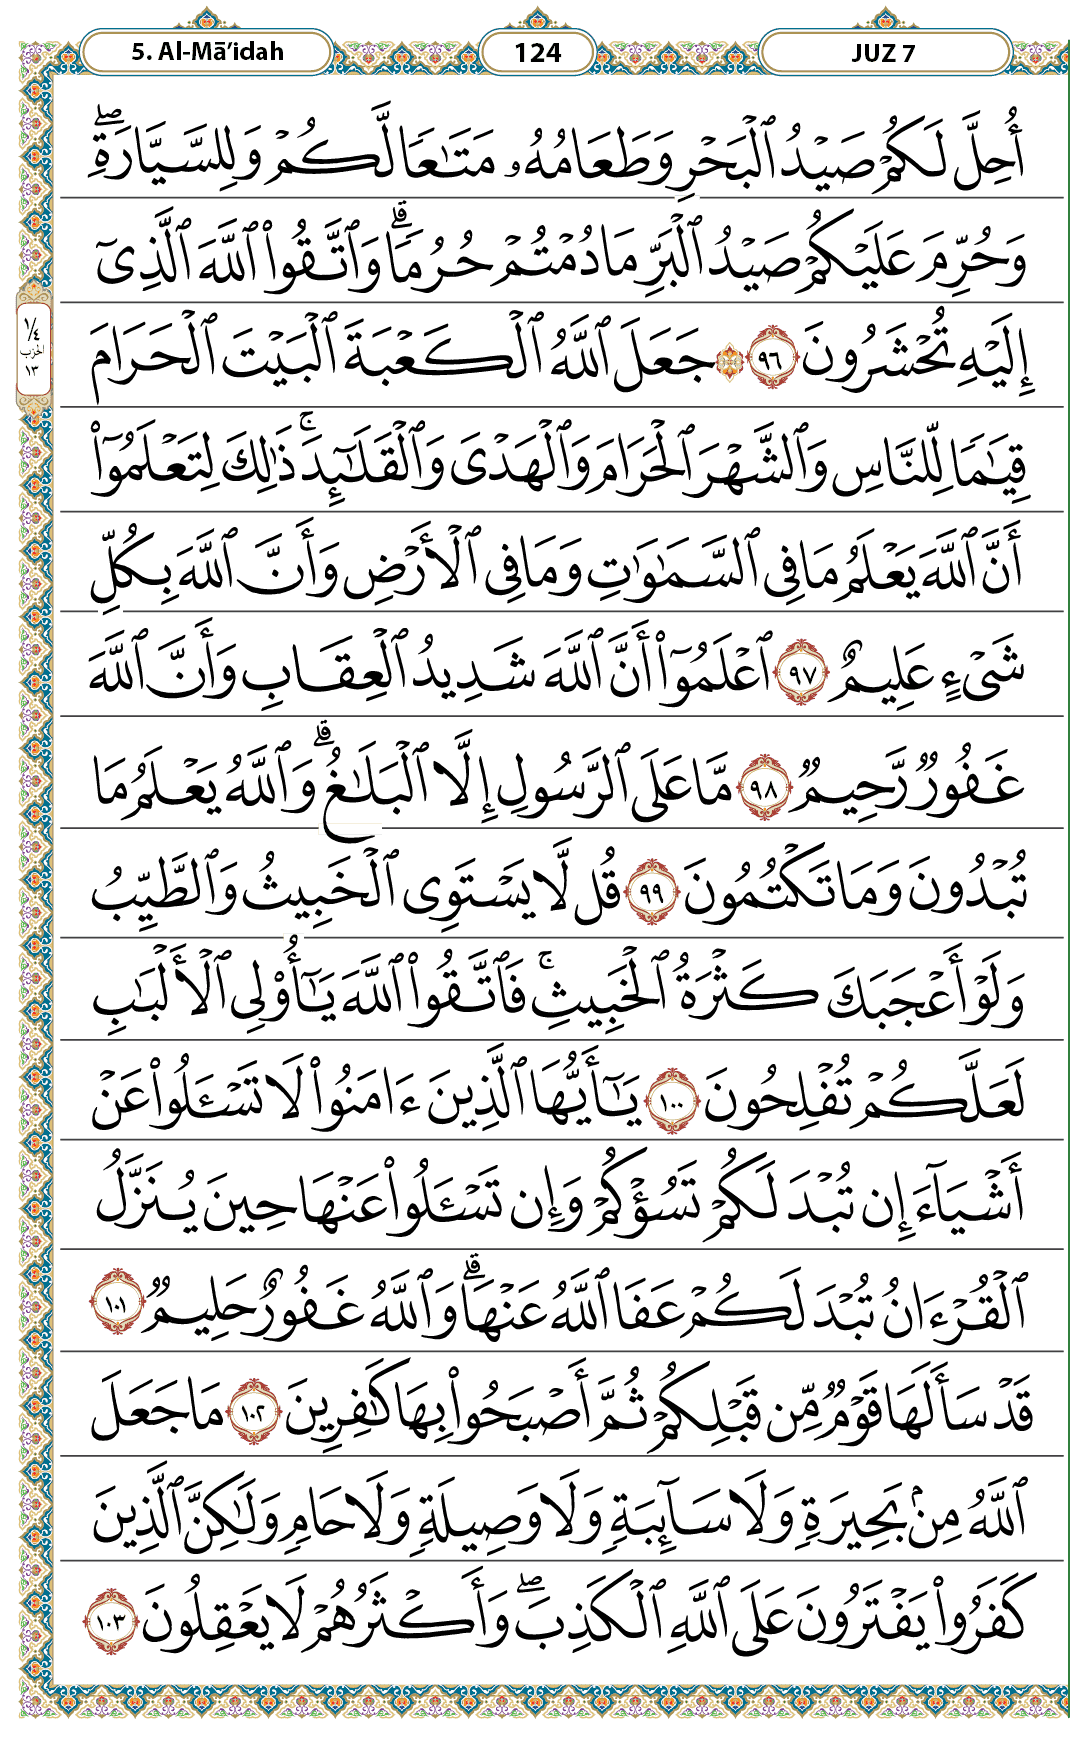 5. Al-Mā’idah
124
JUZ 7
١/٤
الحزب
١٣
أُحِلَّ لَكُمْ صَيْدُ ٱلْبَحْرِ وَطَعَامُهُۥ مَتَٰعًا لَّكُمْ وَلِلسَّيَّارَةِ ۖ
وَحُرِّمَ عَلَيْكُمْ صَيْدُ ٱلْبَرِّ مَا دُمْتُمْ حُرُمًا ۗ وَٱتَّقُوا۟ ٱللَّهَ ٱلَّذِىٓ
إِلَيْهِ تُحْشَرُونَ ٩٦ ۞ جَعَلَ ٱللَّهُ ٱلْكَعْبَةَ ٱلْبَيْتَ ٱلْحَرَامَ
قِيَٰمًا لِّلنَّاسِ وَٱلشَّهْرَ ٱلْحَرَامَ وَٱلْهَدْىَ وَٱلْقَلَٰٓئِدَ ۚ ذَٰلِكَ لِتَعْلَمُوٓا۟
أَنَّ ٱللَّهَ يَعْلَمُ مَا فِى ٱلسَّمَٰوَٰتِ وَمَا فِى ٱلْأَرْضِ وَأَنَّ ٱللَّهَ بِكُلِّ
شَىْءٍ عَلِيمٌ ٩٧ ٱعْلَمُوٓا۟ أَنَّ ٱللَّهَ شَدِيدُ ٱلْعِقَابِ وَأَنَّ ٱللَّهَ
غَفُورٌ رَّحِيمٌ ٩٨ مَّا عَلَى ٱلرَّسُولِ إِلَّا ٱلْبَلَٰغُ ۗ وَٱللَّهُ يَعْلَمُ مَا
تُبْدُونَ وَمَا تَكْتُمُونَ ٩٩ قُل لَّا يَسْتَوِى ٱلْخَبِيثُ وَٱلطَّيِّبُ
وَلَوْ أَعْجَبَكَ كَثْرَةُ ٱلْخَبِيثِ ۚ فَٱتَّقُوا۟ ٱللَّهَ يَٰٓأُو۟لِى ٱلْأَلْبَٰبِ
لَعَلَّكُمْ تُفْلِحُونَ ١٠٠ يَٰٓأَيُّهَا ٱلَّذِينَ ءَامَنُوا۟ لَا تَسْـَٔلُوا۟ عَنْ
أَشْيَآءَ إِن تُبْدَ لَكُمْ تَسُؤْكُمْ وَإِن تَسْـَٔلُوا۟ عَنْهَا حِينَ يُنَزَّلُ
ٱلْقُرْءَانُ تُبْدَ لَكُمْ عَفَا ٱللَّهُ عَنْهَا ۗ وَٱللَّهُ غَفُورٌ حَلِيمٌ ١٠١
قَدْ سَأَلَهَا قَوْمٌ مِّن قَبْلِكُمْ ثُمَّ أَصْبَحُوا۟ بِهَا كَٰفِرِينَ ١٠٢ مَا جَعَلَ
ٱللَّهُ مِنۢ بَحِيرَةٍ وَلَا سَآئِبَةٍ وَلَا وَصِيلَةٍ وَلَا حَامٍ وَلَٰكِنَّ ٱلَّذِينَ
كَفَرُوا۟ يَفْتَرُونَ عَلَى ٱللَّهِ ٱلْكَذِبَ ۖ وَأَكْثَرُهُمْ لَا يَعْقِلُونَ ١٠٣